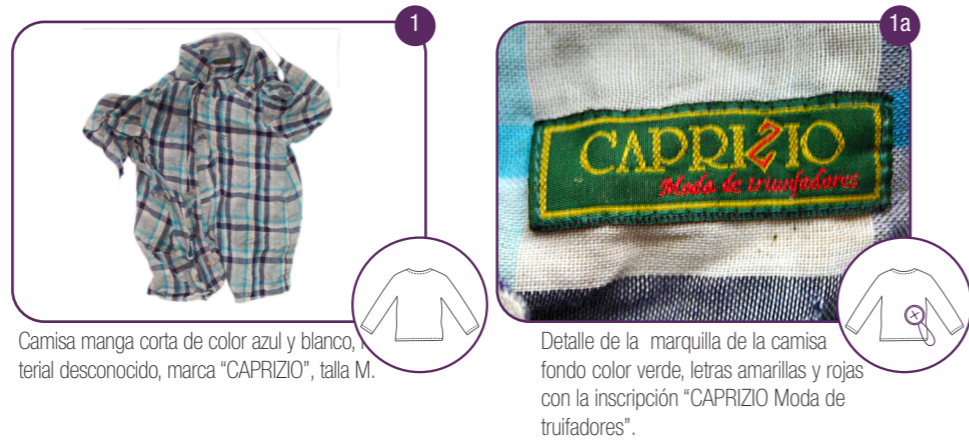 1
Camisa manga corta de color azul y blanco,
terial desconocido, marca “CAPRIZIO”, talla M.
1a
CAPRIZIO
Moda de triunfadores
Detalle de la marquilla de la camisa
fondo color verde, letras amarillas y rojas
con la inscripción “CAPRIZIO Moda de
truifadores”.